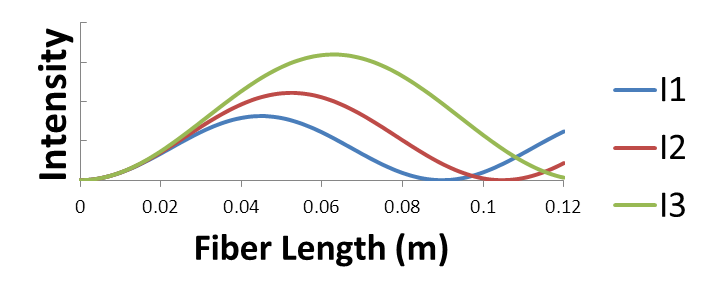 Intensity
I1
I2
I3
0 0.02 0.04 0.06 0.08 0.1 0.12
Fiber Length (m)